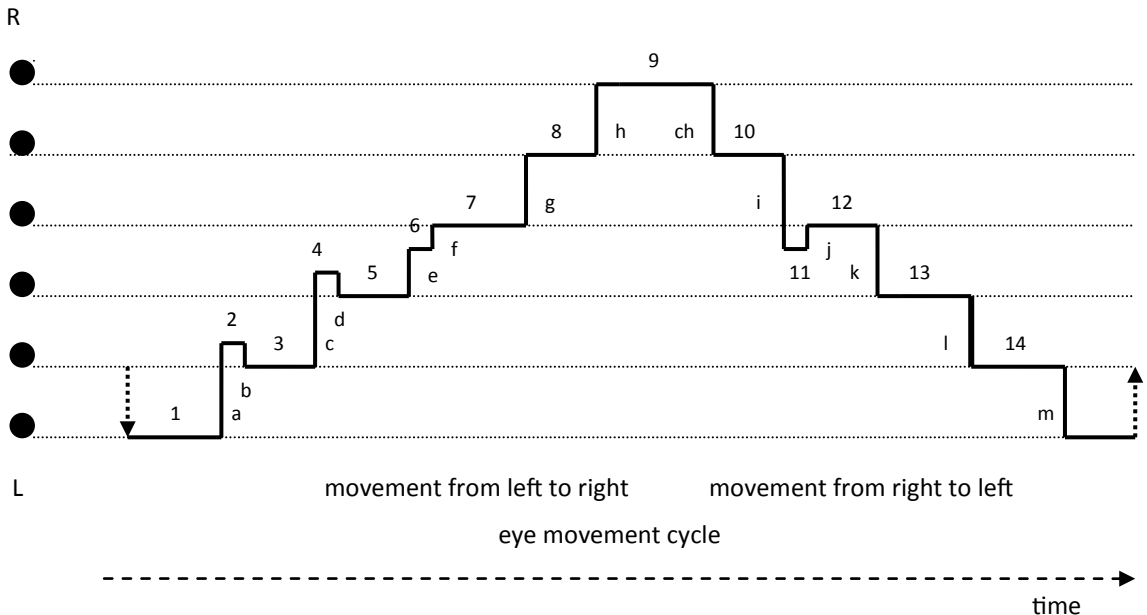 R
9
8 h ch 10
7 12
6 g i
4 f j
5 e 11 k 13
2 d
3 c l 14
b
1 a m
L movement from left to right movement from right to left
eye movement cycle
time